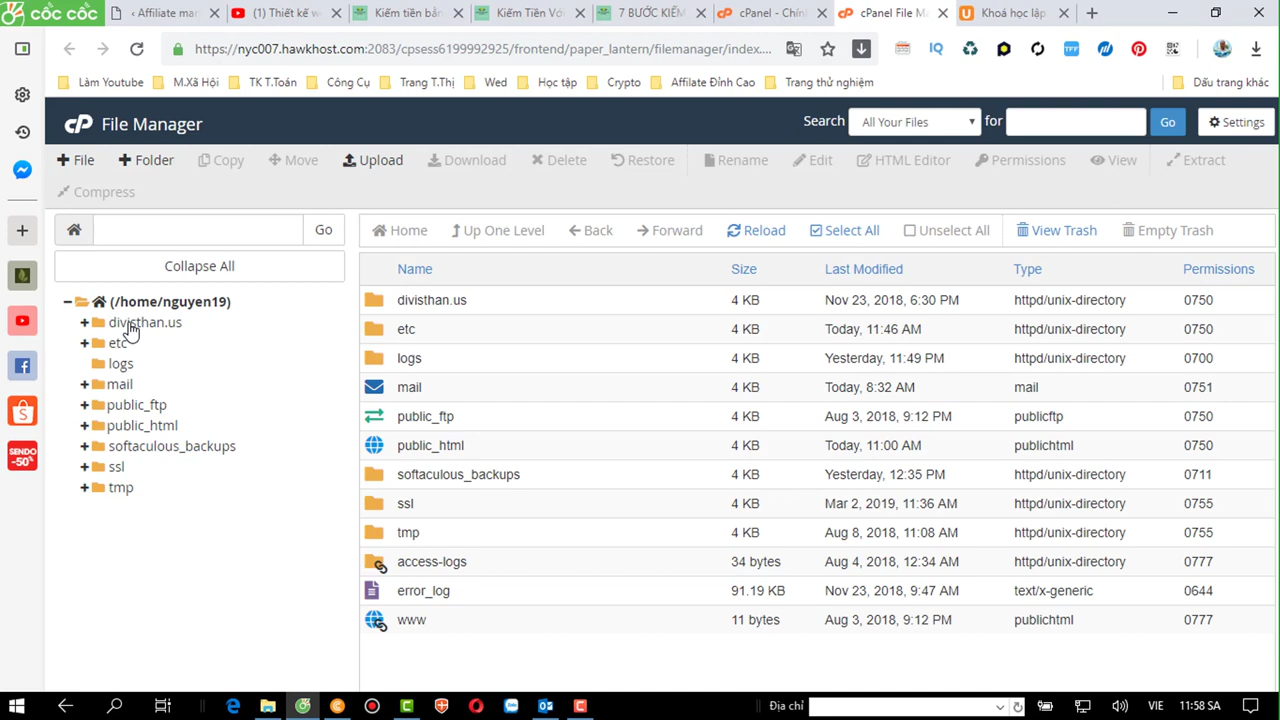 cốc cốc
‹ Affiliate mar
(1) Thiết kế w
Kiếm tiền bằ
Kiếm Tiền Với
7 BƯỚC KIẾM
cpanel - Chính
cPanel File Ma
Khoá học lập
https://nyc007.hawkhost.com:2083/cpsess6199992925/frontend/paper_lantern/filemanager/index....
IQ
TFF
Làm Youtube
M.Xã Hội
TK T.Toán
Công Cụ
Trang T.Thị
Wed
Học tập
Crypto
Affilate Đỉnh Cao
Trang thử nghiệm
Dấu trang khác
cP File Manager
Search
All Your Files
for
Go
Settings
File
Folder
Copy
Move
Upload
Download
Delete
Restore
Rename
Edit
HTML Editor
Permissions
View
Extract
Compress
Go
Home
Up One Level
Back
Forward
Reload
Select All
Unselect All
View Trash
Empty Trash
Collapse All
(/home/nguyen19)
divisthan.us
etc
logs
mail
public_ftp
public_html
softaculous_backups
ssl
tmp
Name Size Last Modified Type Permissions
divisthan.us 4 KB Nov 23, 2018, 6:30 PM httpd/unix-directory 0750
etc 4 KB Today, 11:46 AM httpd/unix-directory 0750
logs 4 KB Yesterday, 11:49 PM httpd/unix-directory 0700
mail 4 KB Today, 8:32 AM mail 0751
public_ftp 4 KB Aug 3, 2018, 9:12 PM publicftp 0750
public_html 4 KB Today, 11:00 AM publichtml 0750
softaculous_backups 4 KB Yesterday, 12:35 PM httpd/unix-directory 0711
ssl 4 KB Mar 2, 2019, 11:36 AM httpd/unix-directory 0755
tmp 4 KB Aug 8, 2018, 11:08 AM httpd/unix-directory 0755
access-logs 34 bytes Aug 4, 2018, 12:34 AM httpd/unix-directory 0777
error_log 91.19 KB Nov 23, 2018, 9:47 AM text/x-generic 0644
www 11 bytes Aug 3, 2018, 9:12 PM publichtml 0777
SENDO
-50%
Địa chỉ
VIE
11:58 SA